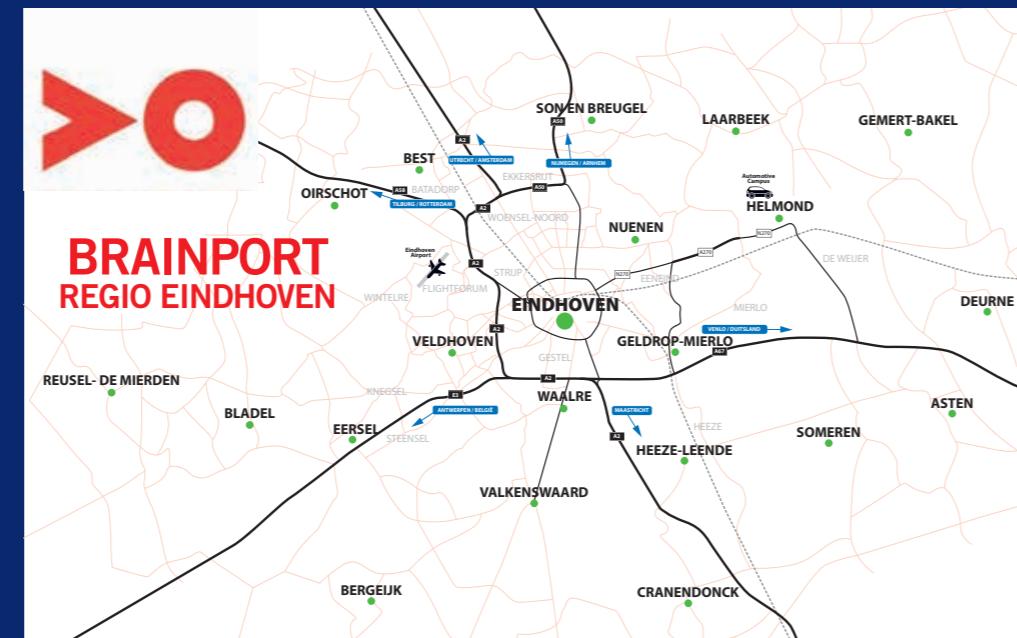 SON EN BREUGEL
LAARBEEK
GEMERT-BAKEL
A50
A2
UTRECHT / AMSTERDAM
NIJMEGEN / ARNHEM
BEST
EKKERSRIJT
BATADORP
A58
A50
OIRSCHOT
TILBURG / ROTTERDAM
A2
WOENSEL-NOORD
Automotive
Campus
HELMOND
NUENEN
N270
BRAINPORT
REGIO EINDHOVEN
Eindhoven
Airport
A2
A270
N270
STRIJP
EENEIND
DE WEIJER
FLIGHTFORUM
WINTELRE
EINDHOVEN
MIERLO
DEURNE
A2
VENLO / DUITSLAND
VELDHOVEN
GELDROP-MIERLO
A67
GESTEL
REUSEL- DE MIERDEN
A2
KNEGSEL
E3
WAALRE
BLADEL
ANTWERPEN / BELGIË
MAASTRICHT
ASTEN
EERSEL
STEENSEL
A2
HEEZE
SOMEREN
HEEZE-LEENDE
VALKENSWAARD
BERGEIJK
CRANENDONCK